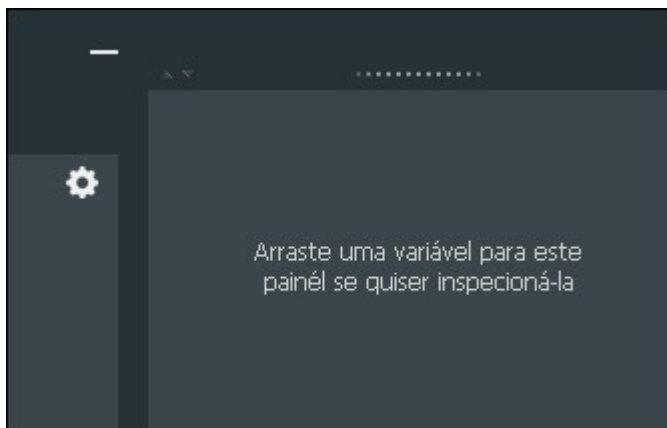 Arraste uma variável para este
painél se quiser inspecioná-la